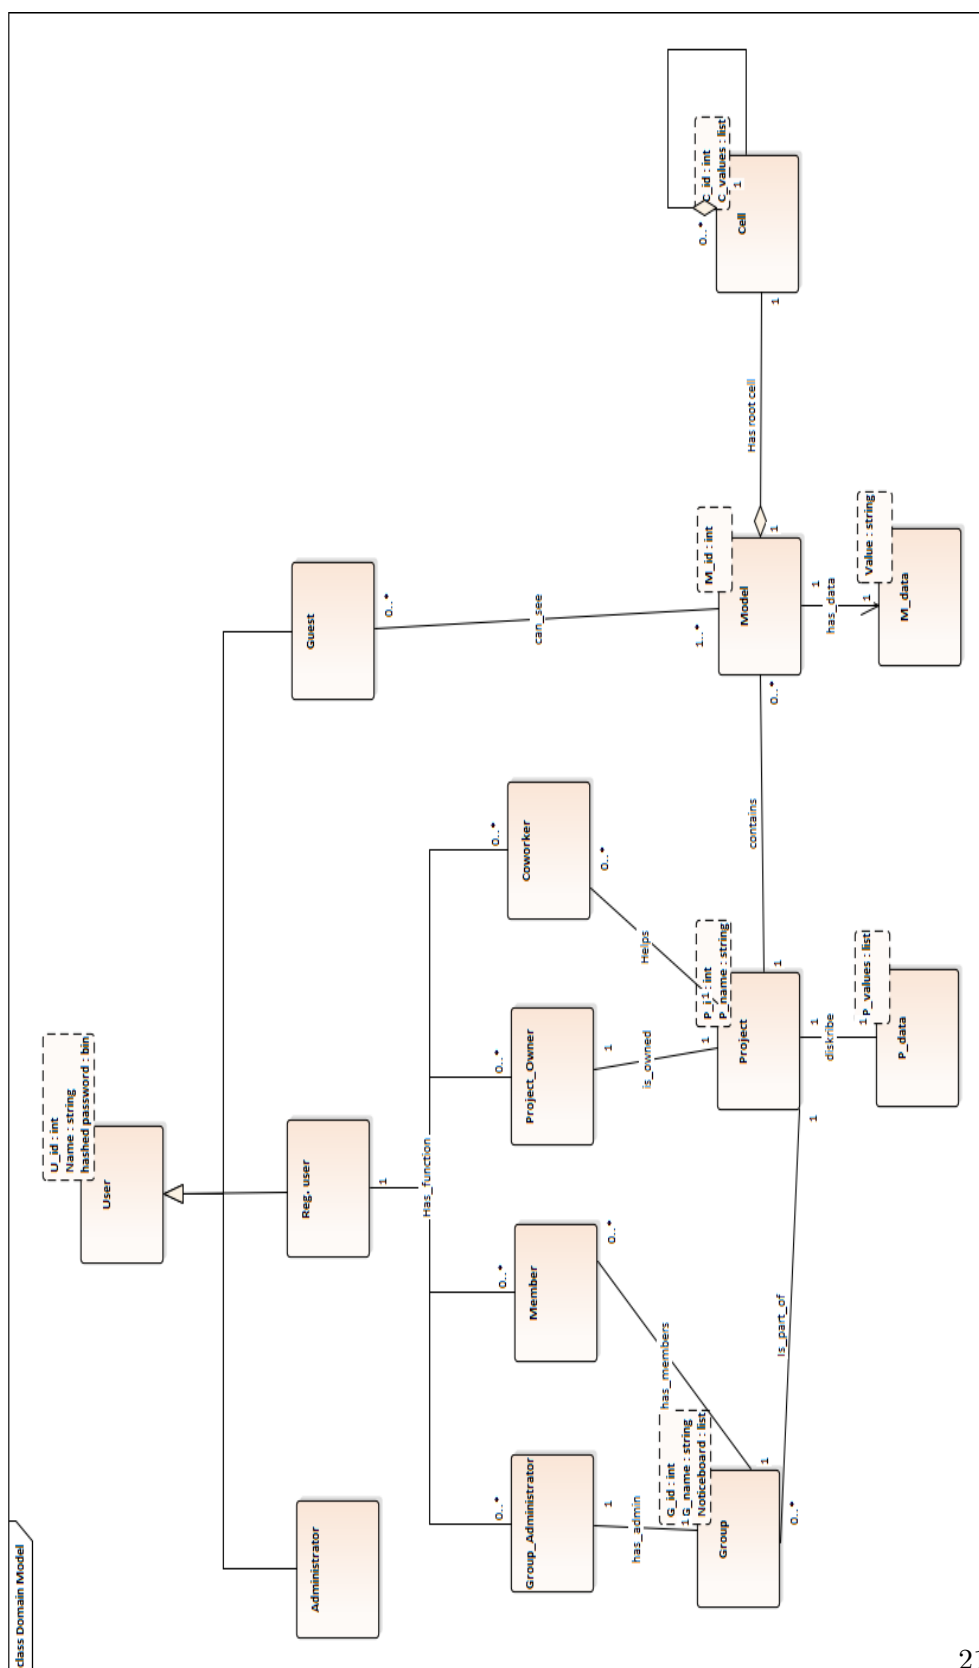 class Domain Model
U_id : int
Name : string
hashed password : bin
User
Administrator
Reg. user
Guest
1
Has_function
0..*
0..*
0..*
0..*
Group_Administrator
Member
Project_Owner
Coworker
0..*
1
has_admin
1
0..*
has_members
1
1
is_owned
1
0..*
Helps
1
can_see
1..*
G_id : int
G_name : string
Noticeboard : list
Group
0..*
Is_part_of
1
P_i : int
P_name : string
Project
1
contains
0..*
M_id : int
Model
1
Has root cell
1
C_id : int
C_values : list
Cell
0..*
1
1
diskribe
1
P_values : list
P_data
1
has_data
1
Value : string
M_data